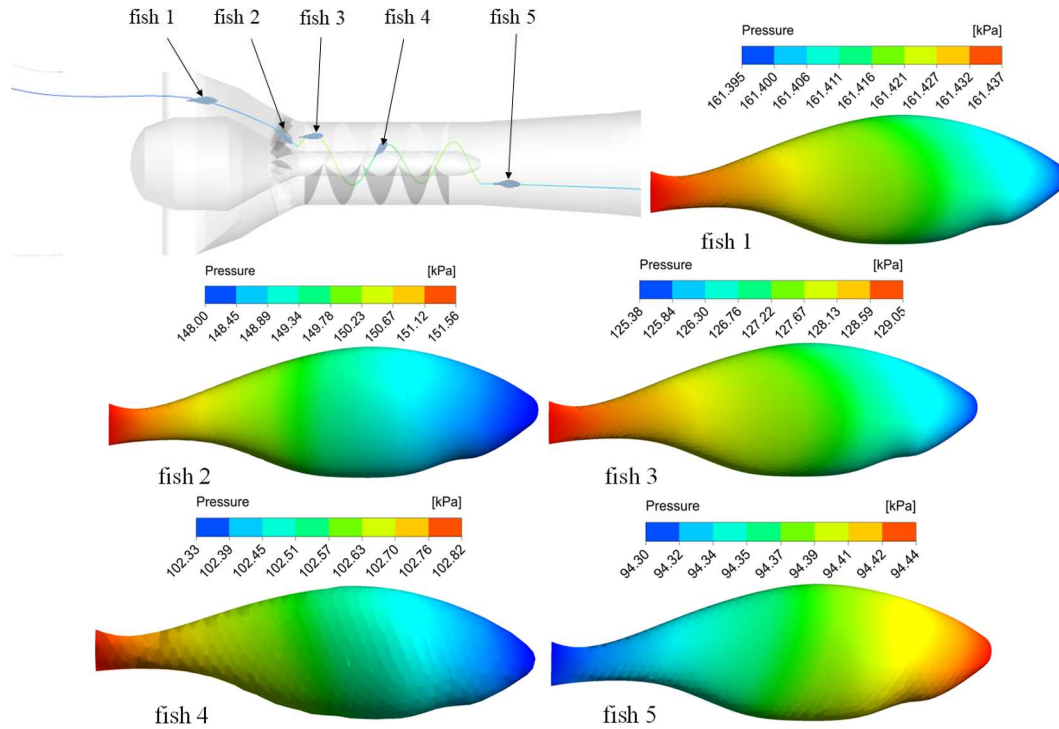 fish 1
fish 2
fish 3
fish 4
fish 5
Pressure [kPa]
161.395 161.400 161.406 161.411 161.416 161.421 161.427 161.432 161.437
fish 1
Pressure [kPa]
148.00 148.45 148.89 149.34 149.78 150.23 150.67 151.12 151.56
fish 2
Pressure [kPa]
125.38 125.84 126.30 126.76 127.22 127.67 128.13 128.59 129.05
fish 3
Pressure [kPa]
102.33 102.39 102.45 102.51 102.57 102.63 102.70 102.76 102.82
fish 4
Pressure [kPa]
94.30 94.32 94.34 94.35 94.37 94.39 94.41 94.42 94.44
fish 5